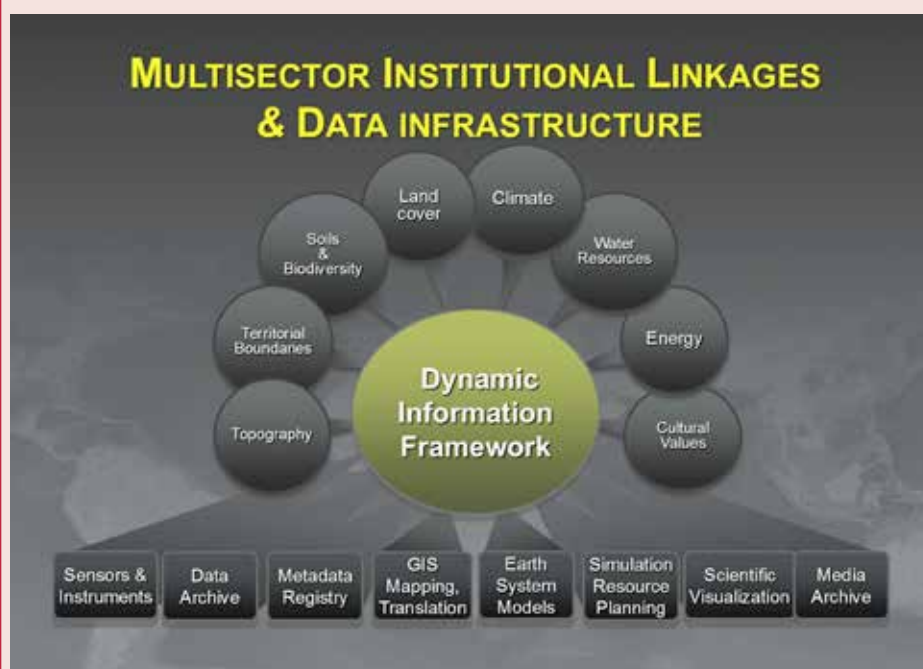 MULTISECTOR INSTITUTIONAL LINKAGES
& DATA INFRASTRUCTURE
Land
cover
Climate
Soils
&
Biodiversity
Water
Resources
Territorial
Boundaries
Energy
Dynamic
Information
Framework
Topography
Cultural
Values
Sensors &
Instruments
Data
Archive
Metadata
Registry
GIS
Mapping,
Translation
Earth
System
Models
Simulation
Resource
Planning
Scientific
Visualization
Media
Archive